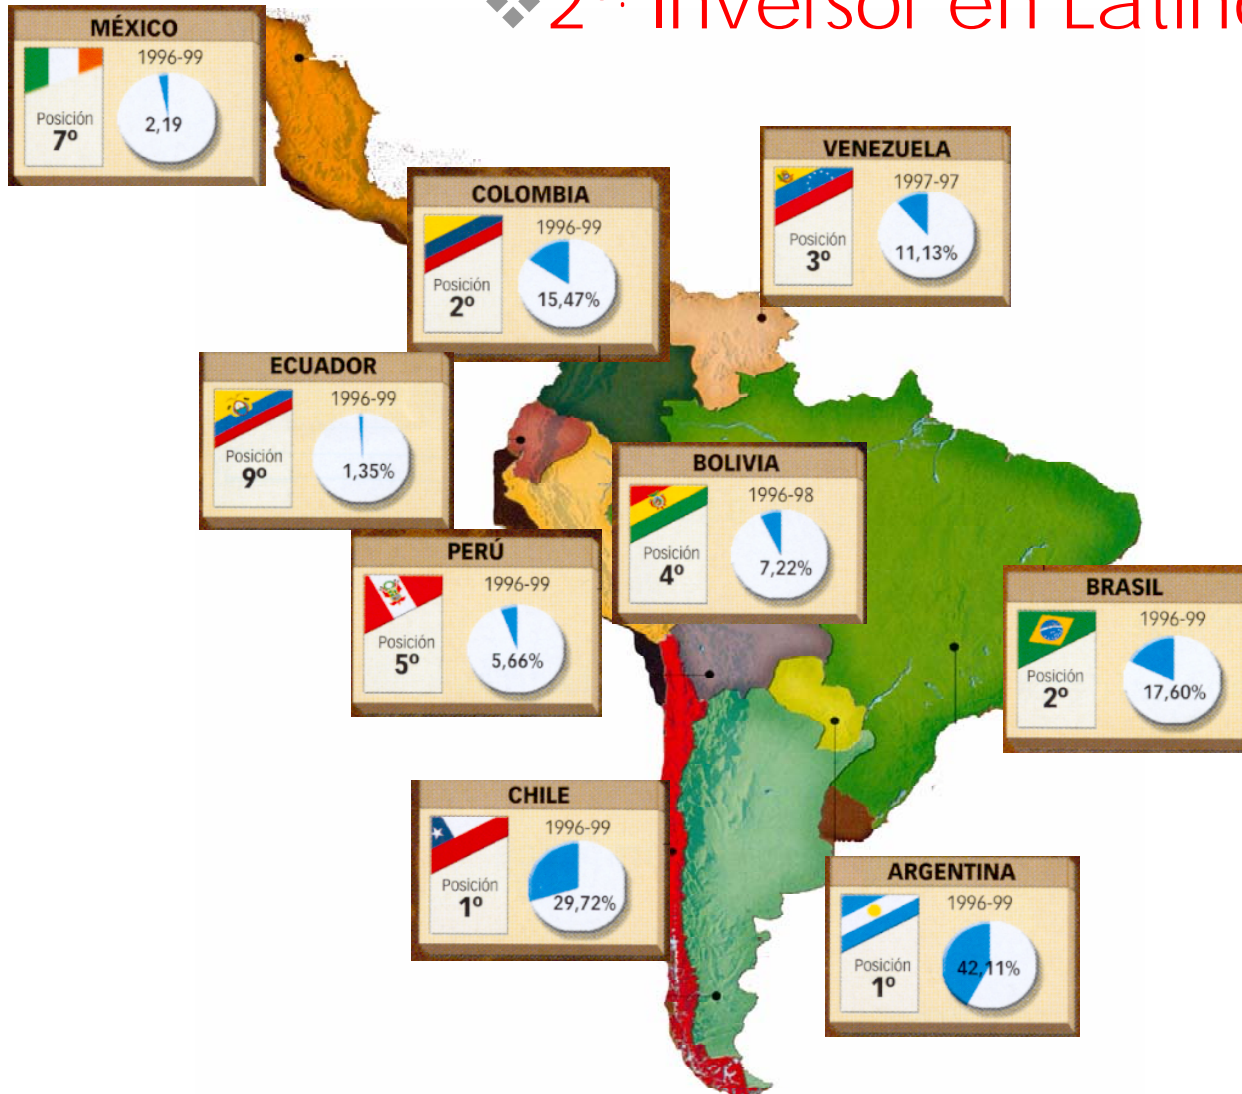 2º Inversor en
MÉXICO
1996-99
Posición
7º
2,19
VENEZUELA
1997-97
Posición
3º
11,13%
COLOMBIA
1996-99
Posición
2º
15,47%
ECUADOR
1996-99
Posición
9º
1,35%
BOLIVIA
1996-98
Posición
4º
7,22%
PERÚ
1996-99
Posición
5º
5,66%
BRASIL
1996-99
Posición
2º
17,60%
CHILE
1996-99
Posición
1º
29,72%
ARGENTINA
1996-99
Posición
1º
42,11%